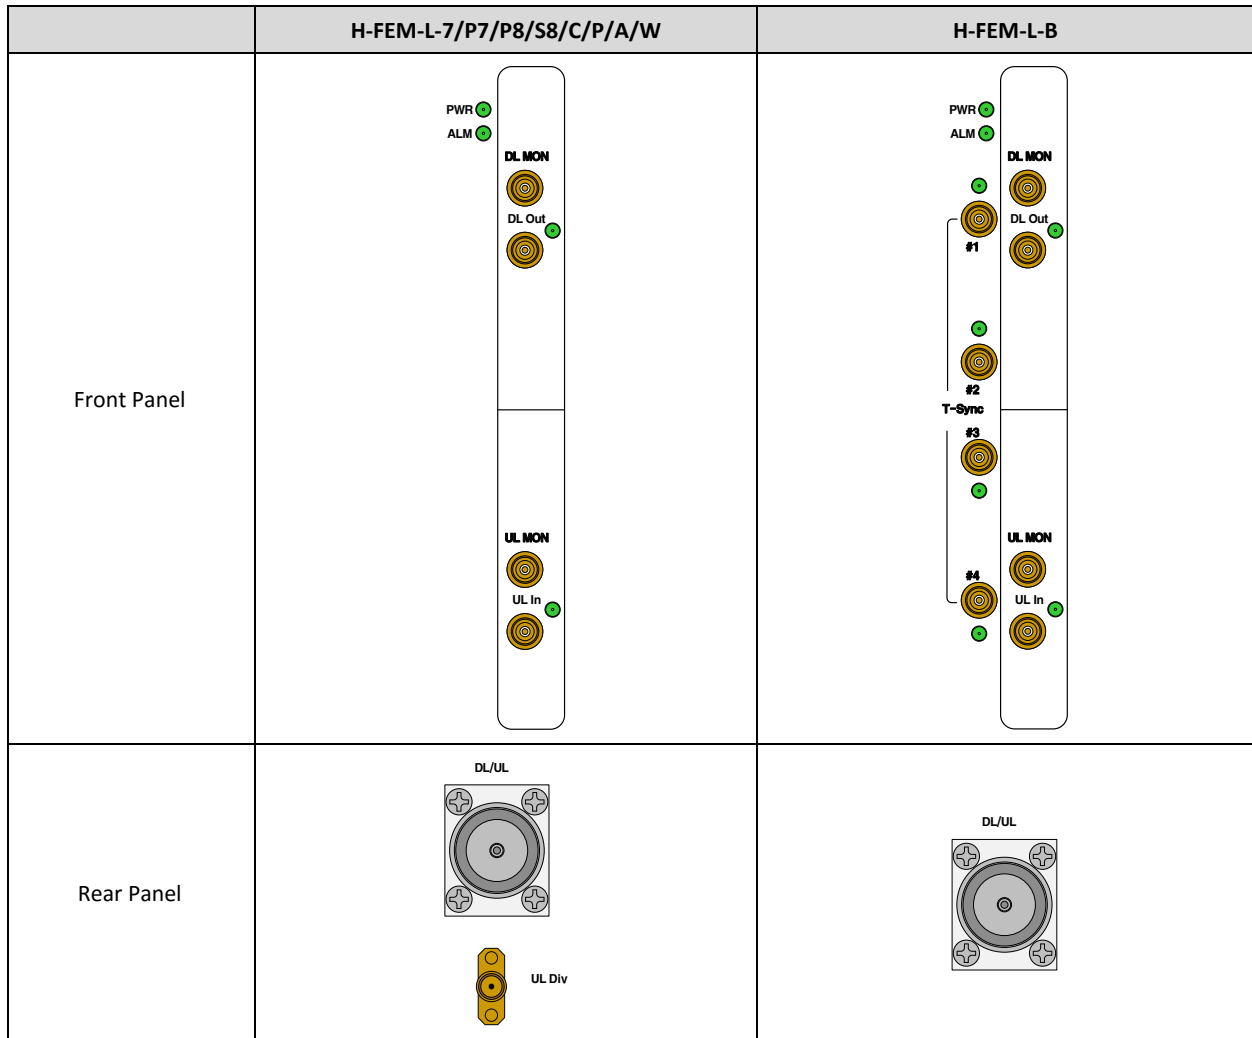 H-FEM-L-7/P7/P8/S8/C/P/A/W
H-FEM-L-B
Front Panel
PWR
ALM
DL MON
DL Out
UL MON
UL In
PWR
ALM
DL MON
DL Out
#1
#2
T-Sync
#3
UL MON
#4
UL In
Rear Panel
DL/UL
UL Div
DL/UL